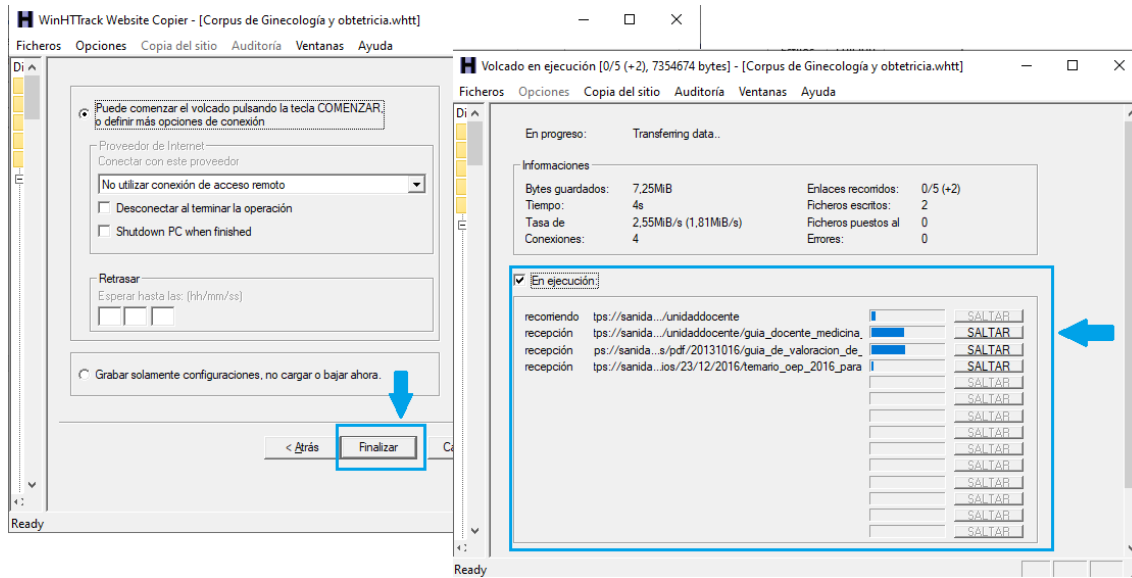 WinHTTrack Website Copier - [Corpus de Ginecología y obtetricia.whtt]
Ficheros Opciones Copia del sitio Auditoría Ventanas Ayuda
Di
Puede comenzar el volcado pulsando la tecla COMENZAR,
o definir más opciones de conexión
Proveedor de Internet
Conectar con este proveedor
No utilizar conexión de acceso remoto
Desconectar al terminar la operación
Shutdown PC when finished
Retrasar
Esperar hasta las: (hh/mm/ss)
Grabar solamente configuraciones, no cargar o bajar ahora.
< Atrás Finalizar Ca
Ready
Volcado en ejecución [0/5 (+2), 7354674 bytes] - [Corpus de Ginecología y obtetricia.whtt]
Ficheros Opciones Copia del sitio Auditoría Ventanas Ayuda
Di
En progreso: Transferring data..
Informaciones
Bytes guardados: 7,25MiB Enlaces recorridos: 0/5 (+2)
Tiempo: 4s Ficheros escritos: 2
Tasa de 2,55MiB/s (1,81MiB/s) Ficheros puestos al 0
Conexiones: 4 Errores: 0
En ejecución:
recorriendo tps://sanida.../unidaddocente SALTAR
recepción tps://sanida.../unidaddocente/guia_docente_medicina_ SALTAR
recepción ps://sanida...s/pdf/20131016/guia_de_valoracion_de_ SALTAR
recepción tps://sanida...ios/23/12/2016/temario_oep_2016_para SALTAR
SALTAR
SALTAR
SALTAR
SALTAR
SALTAR
SALTAR
SALTAR
SALTAR
SALTAR
SALTAR
Ready